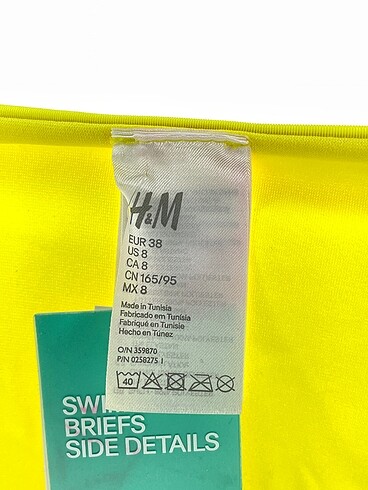 H&M
EUR 38
US 8
CA 8
CN 165/95
MX 8
Made in Tunisia
Fabricado em Tunísia
Fabriqué en Tunisie
Hecho en Túnez
O/N 359870
P/N 0258275 1
40
BRIEFS
SIDE DETAILS